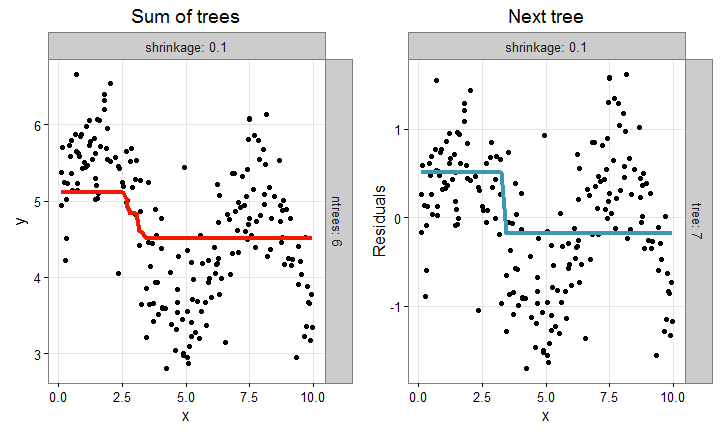 Sum of trees
shrinkage: 0.1
y
6
5
4
3
0.0 2.5 5.0 7.5 10.0
x
ntrees: 6
Next tree
shrinkage: 0.1
Residuals
1
0
-1
0.0 2.5 5.0 7.5 10.0
x
tree: 7